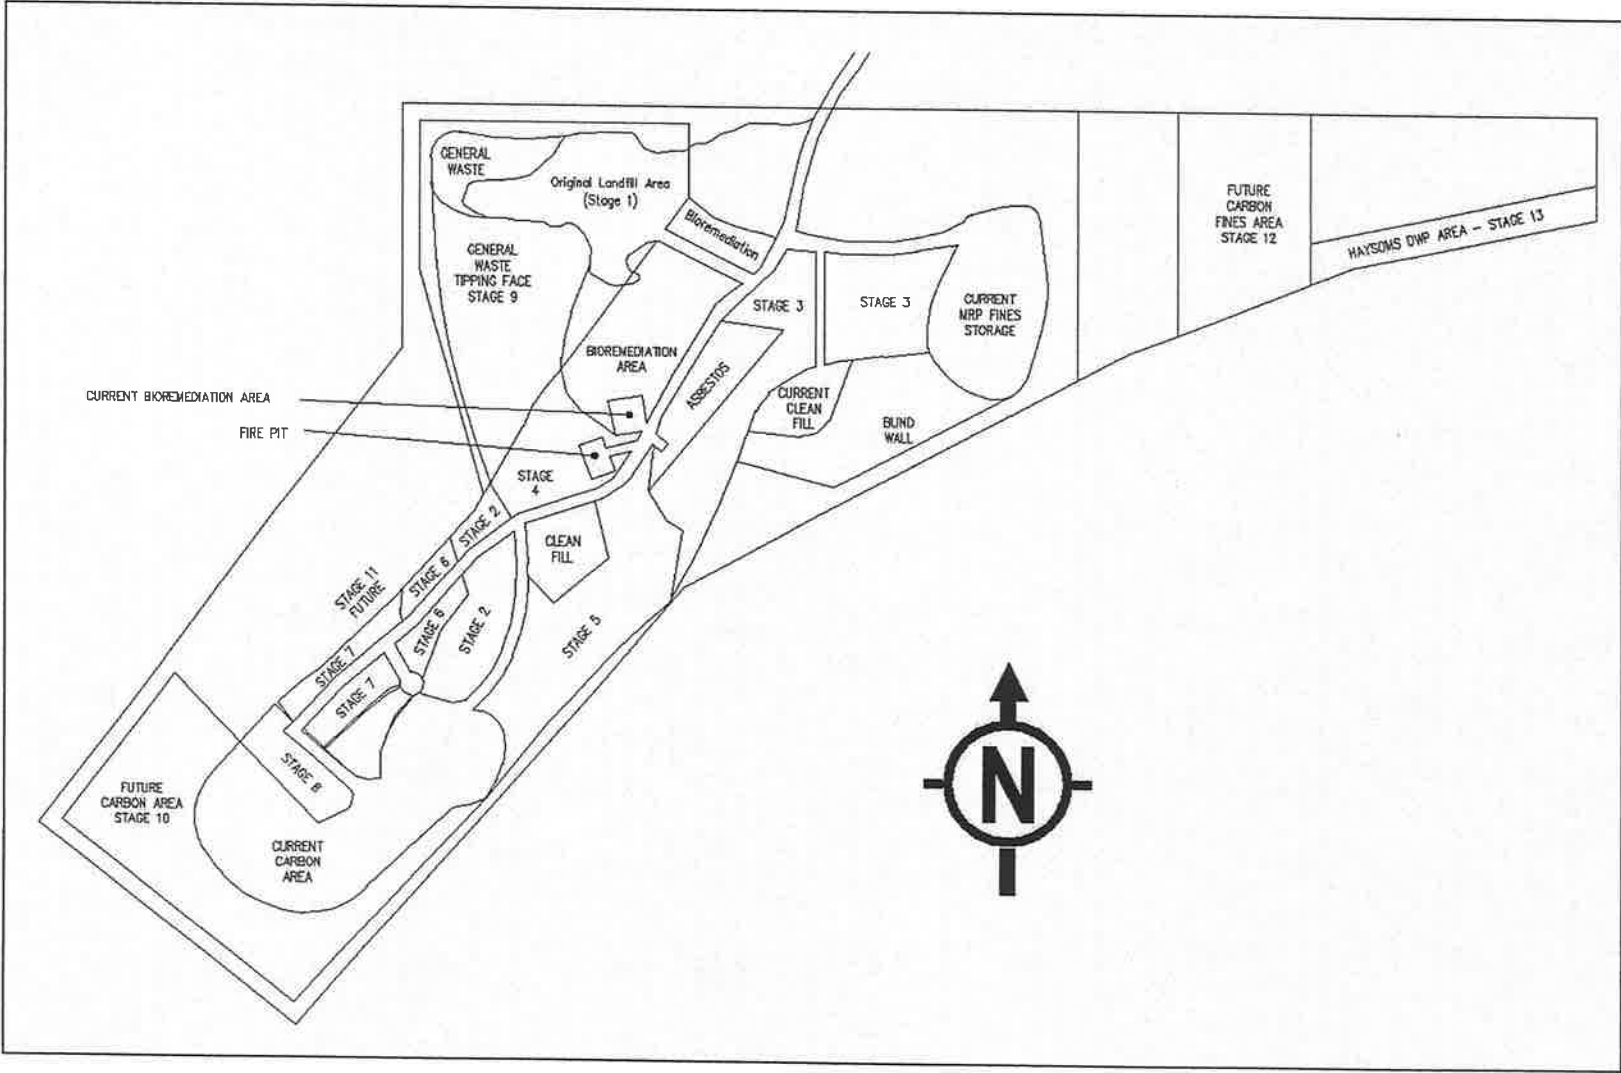 GENERAL
WASTE
Original Landfill Area
(Stage 1)
Bioremediation
GENERAL
WASTE
TIPPING FACE
STAGE 9
STAGE 3
STAGE 3
CURRENT
MRP FINES
STORAGE
FUTURE
CARBON
FINES AREA
STAGE 12
HAYSOMS DWP AREA - STAGE 13
BIOREMEDIATION
AREA
ASBESTOS
CURRENT
CLEAN
FILL
BUND
WALL
CURRENT BIOREMEDIATION AREA
FIRE PIT
STAGE
4
STAGE 2
CLEAN
FILL
STAGE 6
STAGE 11
FUTURE
STAGE 6
STAGE 2
STAGE 5
STAGE 7
STAGE 7
STAGE 8
FUTURE
CARBON AREA
STAGE 10
CURRENT
CARBON
AREA
N